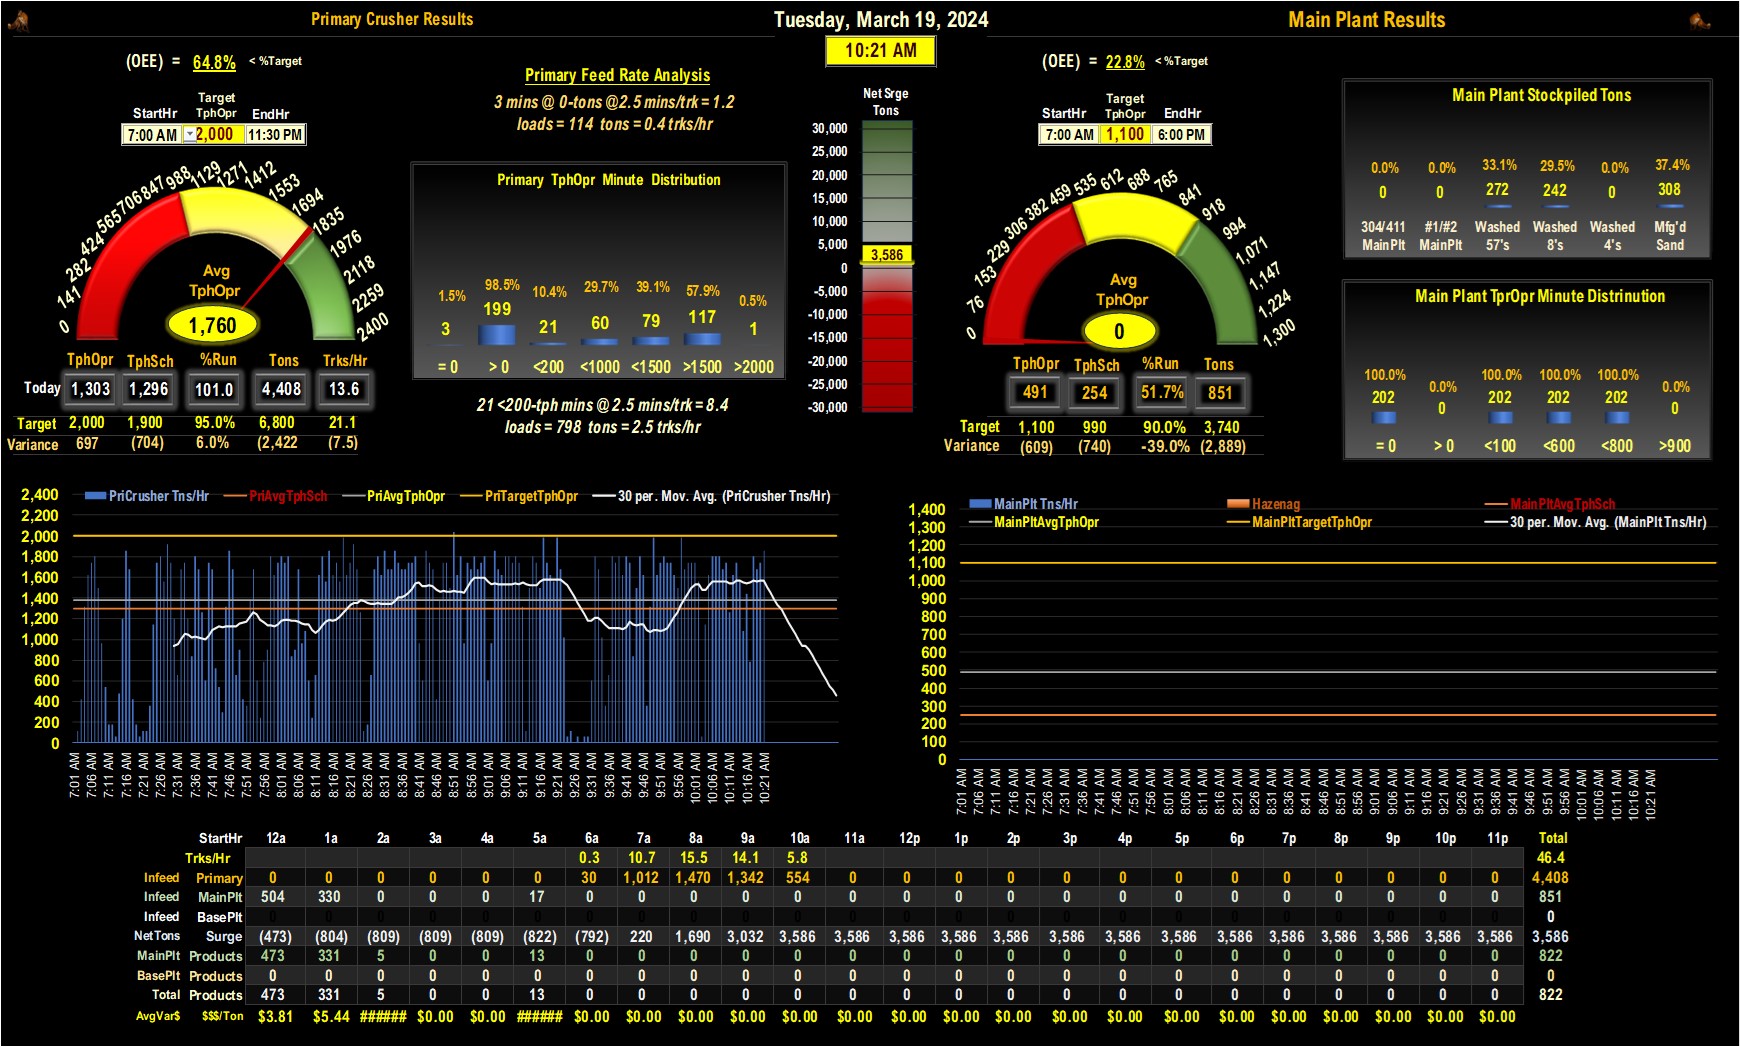 Primary Crusher Results
Tuesday, March 19, 2024
Main Plant Results
10:21 AM
(OEE) = 64.8% < %Target
Target
StartHr TphOpr EndHr
7:00 AM 2,000 11:30 PM
0 141 282 424 565 706 847 988 1129 1271 1412 1553 1694 1835 1976 2118 2259 2400
Avg
TphOpr
1,760
TphOpr TphSch %Run Tons Trks/Hr
Today 1,303 1,296 101.0 4,408 13.6
Target 2,000 1,900 95.0% 6,800 21.1
Variance 697 (704) 6.0% (2,422 (7.5)
Primary Feed Rate Analysis
3 mins @ 0-tons @2.5 mins/trk = 1.2
loads = 114 tons = 0.4 trks/hr
Primary TphOpr Minute Distribution
1.5% 98.5% 10.4% 29.7% 39.1% 57.9% 0.5%
3 199 21 60 79 117 1
= 0 > 0 <200 <1000 <1500 >1500 >2000
21 <200-tph mins @ 2.5 mins/trk = 8.4
loads = 798 tons = 2.5 trks/hr
Net Srge
Tons
30,000
25,000
20,000
15,000
10,000
5,000
3,586
0
-5,000
-10,000
-15,000
-20,000
-25,000
-30,000
(OEE) = 22.8% < %Target
Target
StartHr TphOpr EndHr
7:00 AM 1,100 6:00 PM
0 76 153 229 306 382 459 535 612 688 765 841 918 994 1,071 1,147 1,224 1,300
Avg
TphOpr
0
TphOpr TphSch %Run Tons
491 254 51.7% 851
Target 1,100 990 90.0% 3,740
Variance (609) (740) -39.0% (2,889)
Main Plant Stockpiled Tons
0.0% 0.0% 33.1% 29.5% 0.0% 37.4%
0 0 272 242 0 308
304/411 #1/#2 Washed Washed Washed Mfg'd
MainPlt MainPlt 57's 8's 4's Sand
Main Plant TprOpr Minute Distrinution
100.0% 0.0% 100.0% 100.0% 100.0% 0.0%
202 0 202 202 202 0
= 0 > 0 <100 <600 <800 >900
PriCrusher Tns/Hr PriAvgTphSch PriAvgTphOpr PriTargetTphOpr 30 per. Mov. Avg. (PriCrusher Tns/Hr)
2,400
2,200
2,000
1,800
1,600
1,400
1,200
1,000
800
600
400
200
0
7:01 AM 7:06 AM 7:11 AM 7:16 AM 7:21 AM 7:26 AM 7:31 AM 7:36 AM 7:41 AM 7:46 AM 7:51 AM 7:56 AM 8:01 AM 8:06 AM 8:11 AM 8:16 AM 8:21 AM 8:26 AM 8:31 AM 8:36 AM 8:41 AM 8:46 AM 8:51 AM 8:56 AM 9:01 AM 9:06 AM 9:11 AM 9:16 AM 9:21 AM 9:26 AM 9:31 AM 9:36 AM 9:41 AM 9:46 AM 9:51 AM 9:56 AM 10:01 AM 10:06 AM 10:11 AM 10:16 AM 10:21 AM
MainPlt Tns/Hr Hazenag MainPltAvgTphSch
MainPltAvgTphOpr MainPltTargetTphOpr 30 per. Mov. Avg. (MainPlt Tns/Hr)
1,400
1,300
1,200
1,100
1,000
900
800
700
600
500
400
300
200
100
0
7:01 AM 7:06 AM 7:11 AM 7:16 AM 7:21 AM 7:26 AM 7:31 AM 7:36 AM 7:41 AM 7:46 AM 7:51 AM 7:56 AM 8:01 AM 8:06 AM 8:11 AM 8:16 AM 8:21 AM 8:26 AM 8:31 AM 8:36 AM 8:41 AM 8:46 AM 8:51 AM 8:56 AM 9:01 AM 9:06 AM 9:11 AM 9:16 AM 9:21 AM 9:26 AM 9:31 AM 9:36 AM 9:41 AM 9:46 AM 9:51 AM 9:56 AM 10:01 AM 10:06 AM 10:11 AM 10:16 AM 10:21 AM
StartHr 12a 1a 2a 3a 4a 5a 6a 7a 8a 9a 10a 11a 12p 1p 2p 3p 4p 5p 6p 7p 8p 9p 10p 11p Total
Trks/Hr 0.3 10.7 15.5 14.1 5.8 46.4
Infeed Primary 0 0 0 0 0 0 30 1,012 1,470 1,342 554 0 0 0 0 0 0 0 0 0 0 0 0 0 4,408
Infeed MainPlt 504 330 0 0 0 17 0 0 0 0 0 0 0 0 0 0 0 0 0 0 0 0 0 0 851
Infeed BasePlt 0 0 0 0 0 0 0 0 0 0 0 0 0 0 0 0 0 0 0 0 0 0 0 0 0
NetTons Surge (473) (804) (809) (809) (809) (822) (792) 220 1,690 3,032 3,586 3,586 3,586 3,586 3,586 3,586 3,586 3,586 3,586 3,586 3,586 3,586 3,586 3,586 3,586
MainPlt Products 473 331 5 0 0 13 0 0 0 0 0 0 0 0 0 0 0 0 0 0 0 0 0 0 822
BasePlt Products 0 0 0 0 0 0 0 0 0 0 0 0 0 0 0 0 0 0 0 0 0 0 0 0 0
Total Products 473 331 5 0 0 13 0 0 0 0 0 0 0 0 0 0 0 0 0 0 0 0 0 0 822
AvgVar$ $$$/Ton $3.81 $5.44 ###### $0.00 $0.00 ###### $0.00 $0.00 $0.00 $0.00 $0.00 $0.00 $0.00 $0.00 $0.00 $0.00 $0.00 $0.00 $0.00 $0.00 $0.00 $0.00 $0.00 $0.00